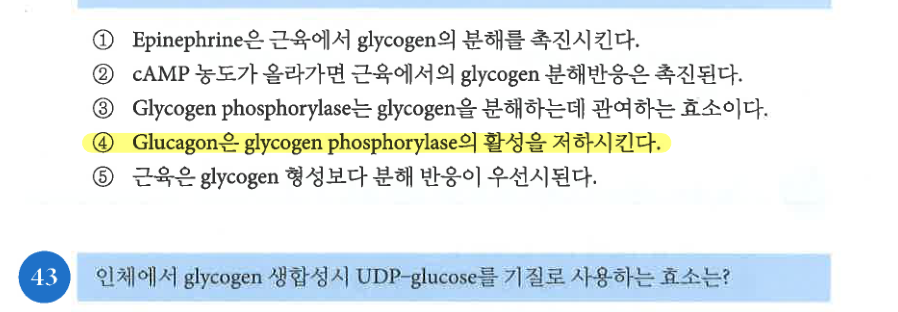 ① Epinephrine은 근육에서 glycogen의 분해를 촉진시킨다.
② cAMP 농도가 올라가면 근육에서의 glycogen 분해반응은 촉진된다.
③ Glycogen phosphorylase는 glycogen을 분해하는데 관여하는 효소이다.
④ Glucagon은 glycogen phosphorylase의 활성을 저하시킨다.
⑤ 근육은 glycogen 형성보다 분해 반응이 우선시된다.
43 인체에서 glycogen 생합성시 UDP-glucose를 기질로 사용하는 효소는?